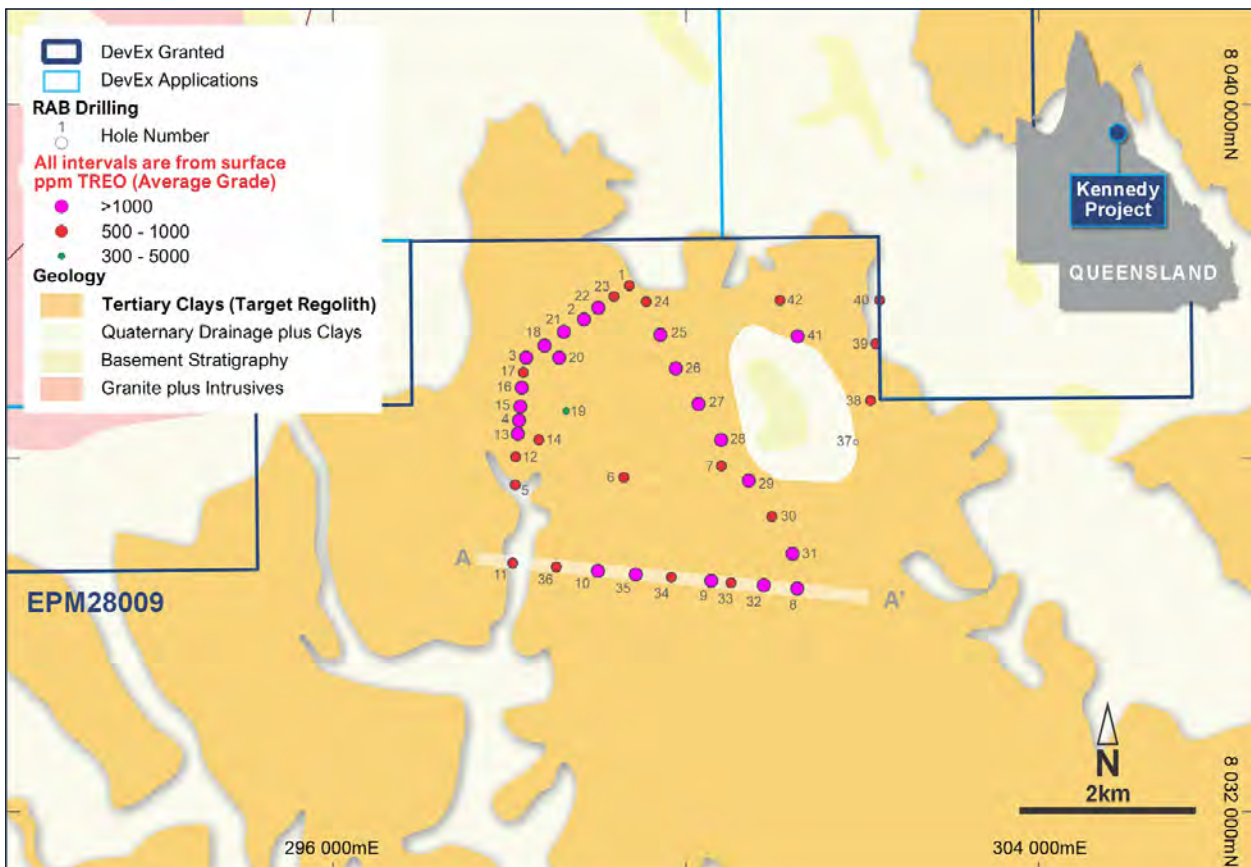 DevEx Granted
DevEx Applications
RAB Drilling
1
Hole Number
All intervals are from surface
ppm TREO (Average Grade)
>1000
500 - 1000
300 - 5000
Geology
Tertiary Clays (Target Regolith)
Quaternary Drainage plus Clays
Basement Stratigraphy
Granite plus Intrusives
8 040 000mN
Kennedy
Project
QUEENSLAND
1
23
22
24
42
40
2
21
25
41
18
39
3
20
17
26
16
38
15
27
19
4
13
14
28
37
12
7
6
5
29
30
31
A
11
36
10
35
34
9
33
32
8
A'
EPM28009
N
2km
8 032 000mN
296 000mE
304 000mE